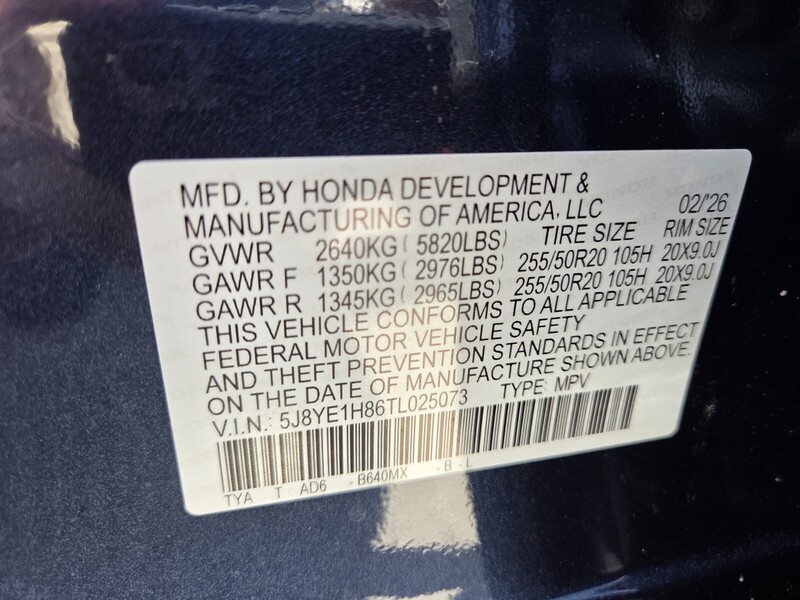 MFD. BY HONDA DEVELOPMENT &
MANUFACTURING OF AMERICA, LLC 02/'26
GVWR 2640KG ( 5820LBS) TIRE SIZE RIM SIZE
GAWR F 1350KG ( 2976LBS) 255/50R20 105H 20X9.0J
GAWR R 1345KG ( 2965LBS) 255/50R20 105H 20X9.0J
THIS VEHICLE CONFORMS TO ALL APPLICABLE
FEDERAL MOTOR VEHICLE SAFETY
AND THEFT PREVENTION STANDARDS IN EFFECT
ON THE DATE OF MANUFACTURE SHOWN ABOVE.
V.I.N.: 5J8YE1H86TL025073 TYPE: MPV
TYA T AD6 - B640MX - B - L